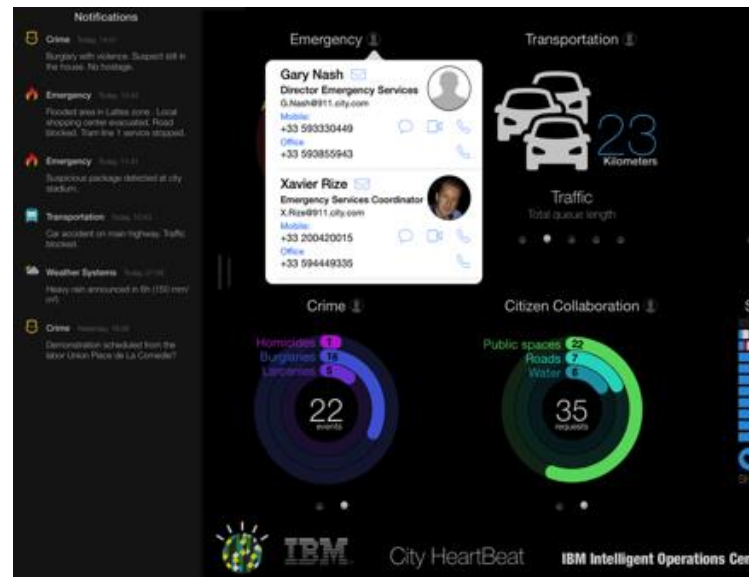 Notifications
Crime Today,
Burglary with violence. Suspect still in
the house. No hostage.
Emergency Today,
Flooded area in Lattes zone. Local
shopping center evacuated. Road
blocked. Tram line 1 service stopped.
Emergency Today,
Suspicious package detected at city
stadium.
Transportation Today,
Car accident on main highway. Traffic
blocked.
Weather Systems Today,
Heavy rain announced in 6h (150 mm/
Crime Yesterday,
Demonstration scheduled from the
labor Union Place de La Comedie?
Emergency
Gary Nash
Director Emergency Services
G.Nash@911.city.com
Mobile:
+33 593330449
Office
+33 593855943
Xavier Rize
Emergency Services Coordinator
X.Rize@911.city.com
Mobile:
+33 200420015
Office
+33 594449335
Transportation
23
Kilometers
Traffic
Total queue length
Crime
Homicides 1
Burglaries 16
Larcenies 5
22
events
Citizen Collaboration
Public spaces 22
Roads 7
Water 6
35
requests
S
IBM
City HeartBeat
IBM Intelligent Operations Cen